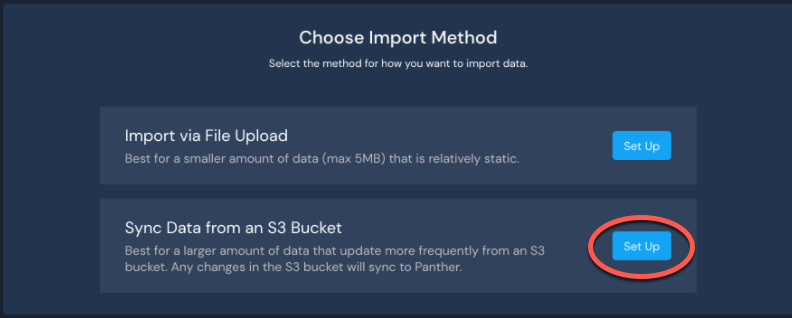 Choose Import Method
Select the method for how you want to import data.
Import via File Upload
Best for a smaller amount of data (max 5MB) that is relatively static.
Set Up
Sync Data from an S3 Bucket
Best for a larger amount of data that update more frequently from an S3
bucket. Any changes in the S3 bucket will sync to Panther.
Set Up